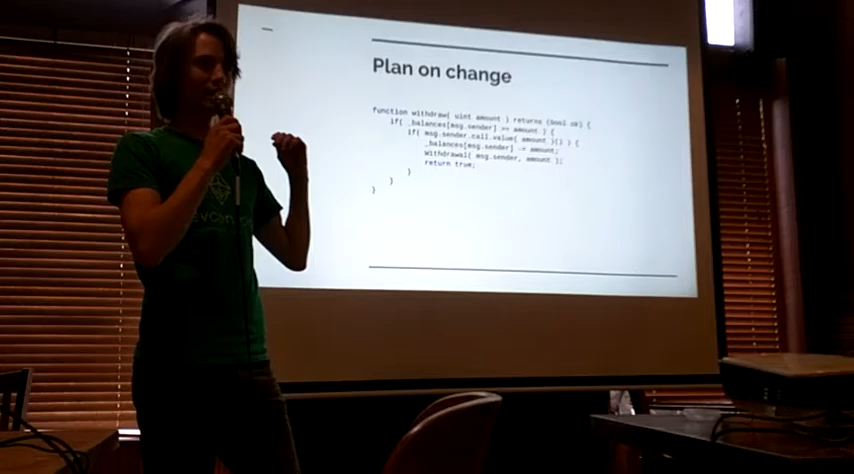 Plan on change
function withdraw( uint amount ) returns (bool ok) {
if( _balances[msg.sender] >= amount ) {
if( msg.sender.call.value( amount )() ) {
_balances[msg.sender] -= amount;
Withdrawal( msg.sender, amount );
return true;
}
}
}